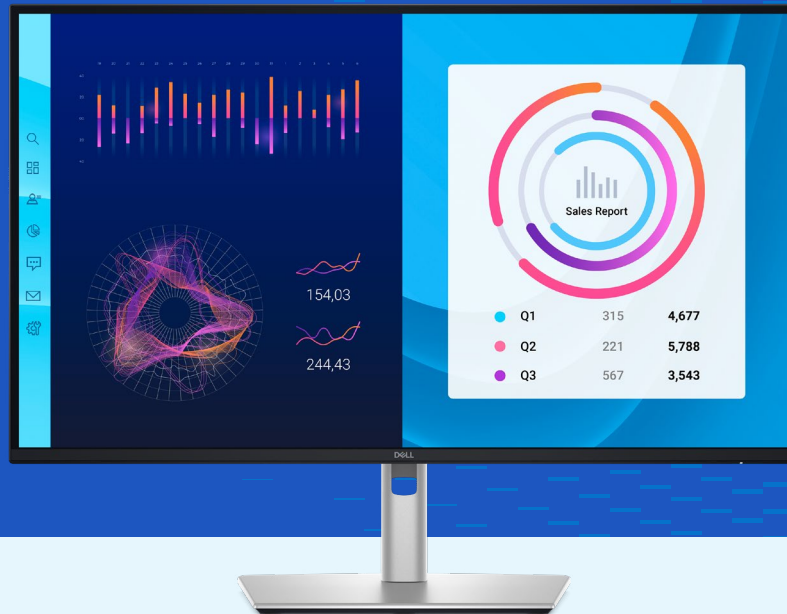 Sales Report
154,03
244,43
Q1 315 4,677
Q2 221 5,788
Q3 567 3,543
DELL